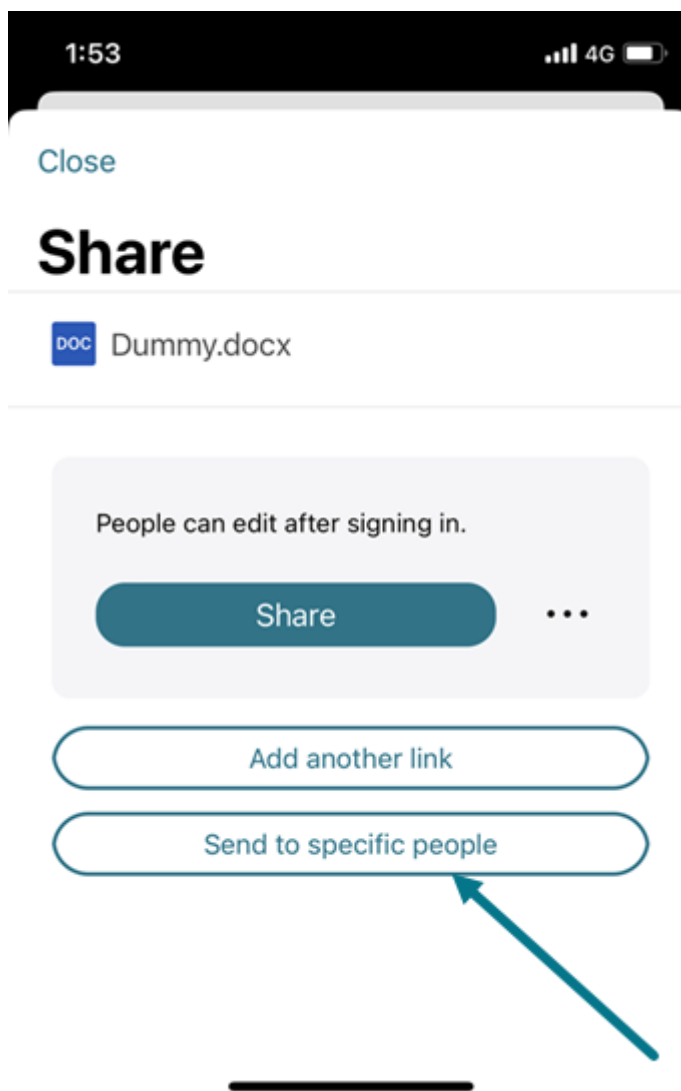 1:53 4G
Close
Share
DOC Dummy.docx
People can edit after signing in.
Share
Add another link
Send to specific people